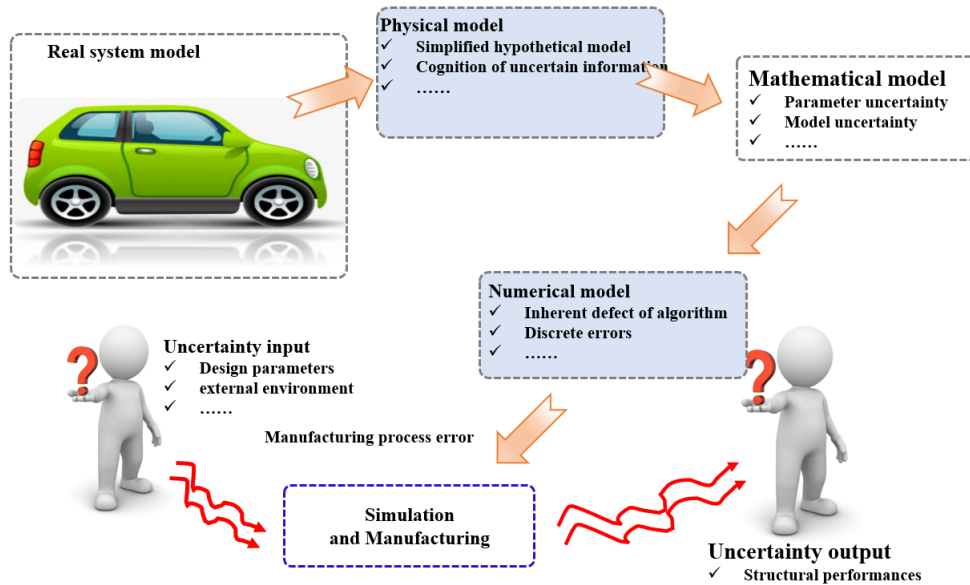 Real system model
Physical model
✓ Simplified hypothetical model
✓ Cognition of uncertain information
✓ ……
Mathematical model
✓ Parameter uncertainty
✓ Model uncertainty
✓ ……
Numerical model
✓ Inherent defect of algorithm
✓ Discrete errors
✓ ……
Uncertainty input
✓ Design parameters
✓ external environment
✓ ……
Manufacturing process error
Simulation
and Manufacturing
Uncertainty output
✓ Structural performances
?
?